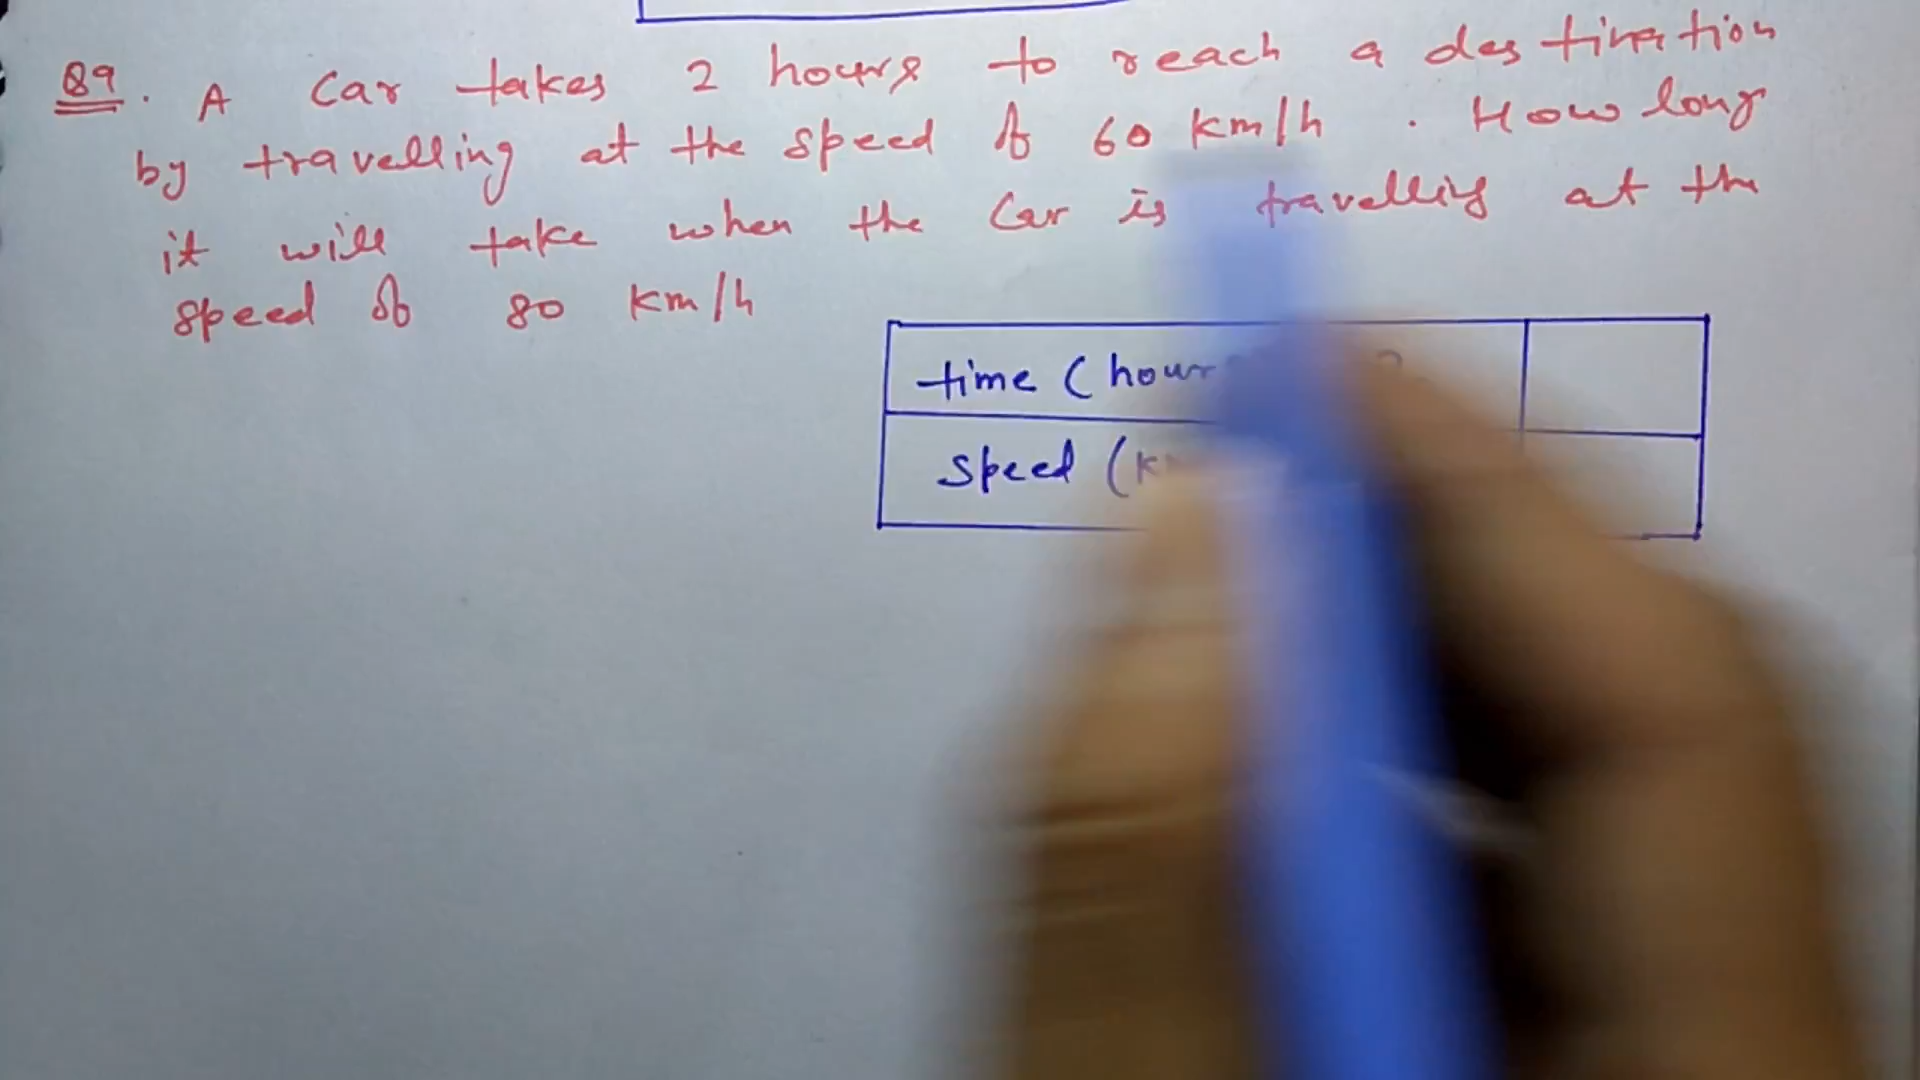 Q9. A Car takes 2 hours to reach a destination
by travelling at the speed of 60 km/h. How long
it will take when the Car is travelling at the
speed of 80 km/h
time (hour
speed (k